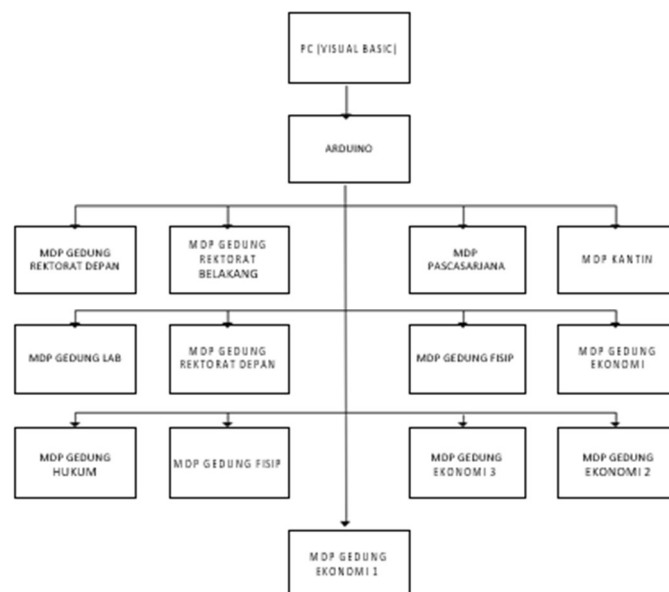 PC (VISUAL BASIC)
ARDUINO
MDP GEDUNG
REKTORAT DEPAN
MDP GEDUNG
REKTORAT
BELAKANG
MDP
PASCASARJANA
MDP KANTIN
MDP GEDUNG LAB
MDP GEDUNG
REKTORAT DEPAN
MDP GEDUNG FISIP
MDP GEDUNG
EKONOMI
MDP GEDUNG
HUKUM
MDP GEDUNG FISIP
MDP GEDUNG
EKONOMI 3
MDP GEDUNG
EKONOMI 2
MDP GEDUNG
EKONOMI 1